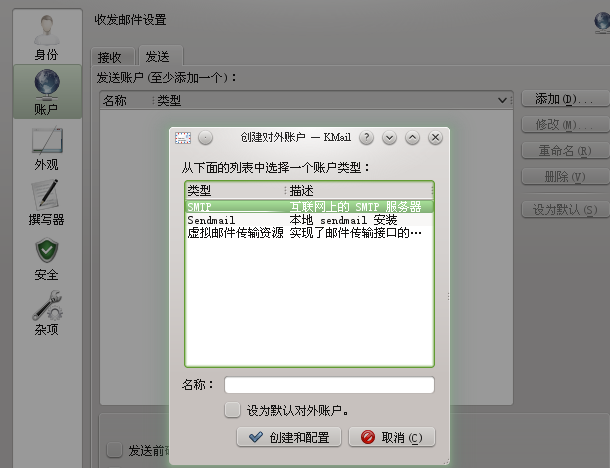 收发邮件设置
身份
账户
外观
撰写器
安全
杂项
接收
发送
发送账户(至少添加一个)：
名称
类型
添加(D)...
修改(M)...
重命名(R)
删除(V)
设为默认(S)
创建对外账户 — KMail
从下面的列表中选择一个账户类型：
类型 描述
SMTP 互联网上的 SMTP 服务器
Sendmail 本地 sendmail 安装
虚拟邮件传输资源 实现了邮件传输接口的…
名称：
设为默认对外账户。
创建和配置
取消(C)
发送前